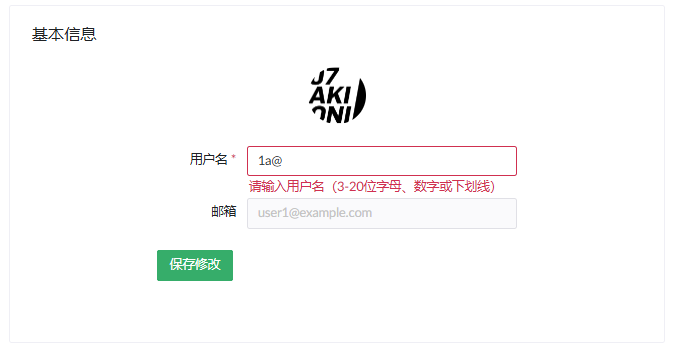 基本信息
J7
AKI
ONI
用户名 *
1a@
请输入用户名（3-20位字母、数字或下划线）
邮箱
user1@example.com
保存修改